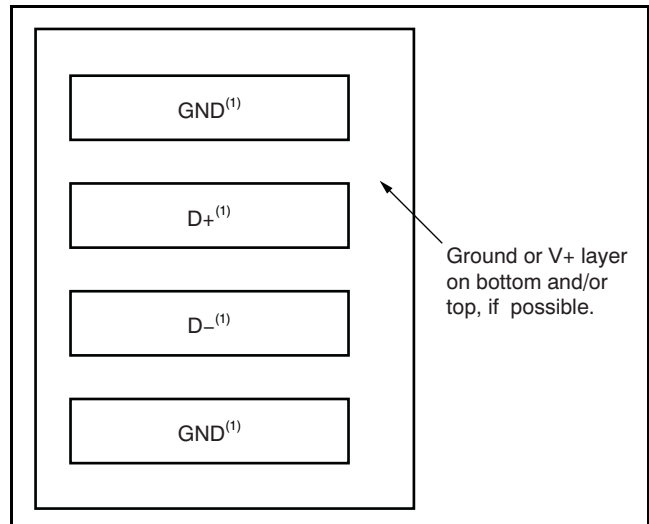 GND(1)
D+(1)
Ground or V+ layer
on bottom and/or
top, if possible.
D−(1)
GND(1)